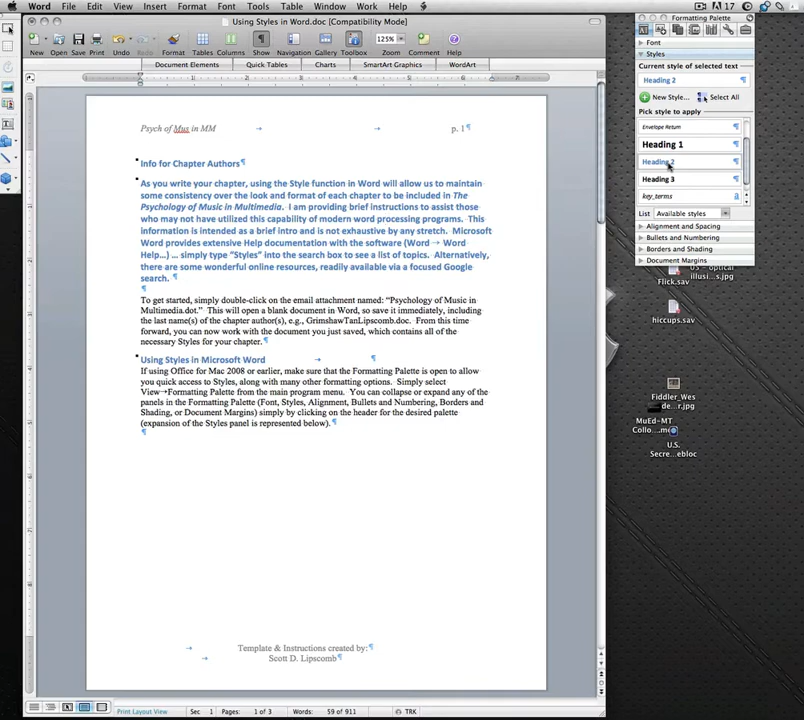 Word File Edit View Insert Format Font Tools Table Window Work Help 17
Using Styles in Word.doc [Compatibility Mode]
125%
New Open Save Print Undo Redo Format Tables Columns Show Navigation Gallery Toolbox Zoom Comment Help
Document Elements Quick Tables Charts SmartArt Graphics WordArt
Psych of Mus in MM → → p. 1¶
Info for Chapter Authors¶
As you write your chapter, using the Style function in Word will allow us to maintain
some consistency over the look and format of each chapter to be included in The
Psychology of Music in Multimedia. I am providing brief instructions to assist those
who may not have utilized this capability of modern word processing programs. This
information is intended as a brief intro and is not exhaustive by any stretch. Microsoft
Word provides extensive Help documentation with the software (Word → Word
Help...) ... simply type “Styles” into the search box to see a list of topics. Alternatively,
there are some wonderful online resources, readily available via a focused Google
search. ¶
¶
To get started, simply double-click on the email attachment named: “Psychology of Music in
Multimedia.dot.” This will open a blank document in Word, so save it immediately, including
the last name(s) of the chapter author(s), e.g., GrimshawTanLipscomb.doc. From this time
forward, you can now work with the document you just saved, which contains all of the
necessary Styles for your chapter.¶
Using Styles in Microsoft Word → ¶
If using Office for Mac 2008 or earlier, make sure that the Formatting Palette is open to allow
you quick access to Styles, along with many other formatting options. Simply select
View→Formatting Palette from the main program menu. You can collapse or expand any of the
panels in the Formatting Palette (Font, Styles, Alignment, Bullets and Numbering, Borders and
Shading, or Document Margins) simply by clicking on the header for the desired palette
(expansion of the Styles panel is represented below).¶
¶
→ Template & Instructions created by:¶
→ Scott D. Lipscomb¶
Print Layout View Sec 1 Pages: 1 of 3 Words: 59 of 911 TRK
Formatting Palette
Font
Styles
Current style of selected text
Heading 2 ¶
New Style... Select All
Pick style to apply
Envelope Return ¶
Heading 1 ¶
Heading 2 ¶
Heading 3 ¶
key_terms a
List Available styles
Alignment and Spacing
Bullets and Numbering
Borders and Shading
Document Margins
Flick.sav
US - optical
illusi...s.jpg
hiccups.sav
Fiddler_Wes
de...r.jpg
MuEd-MT
Collo....me
U.S.
Secre...ebloc